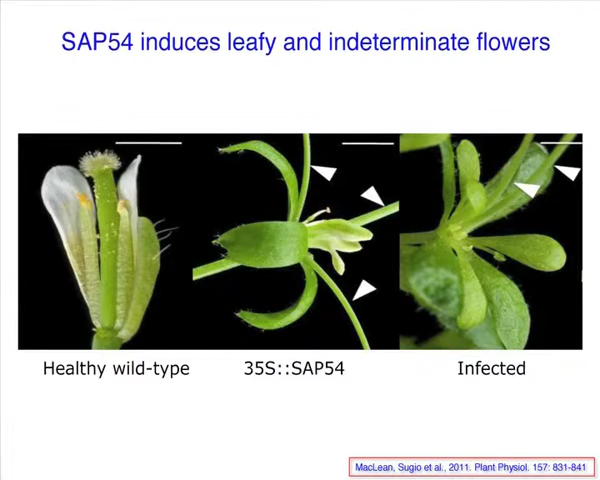 SAP54 induces leafy and indeterminate flowers
Healthy wild-type
35S::SAP54
Infected
MacLean, Sugio et al., 2011. Plant Physiol. 157: 831-841